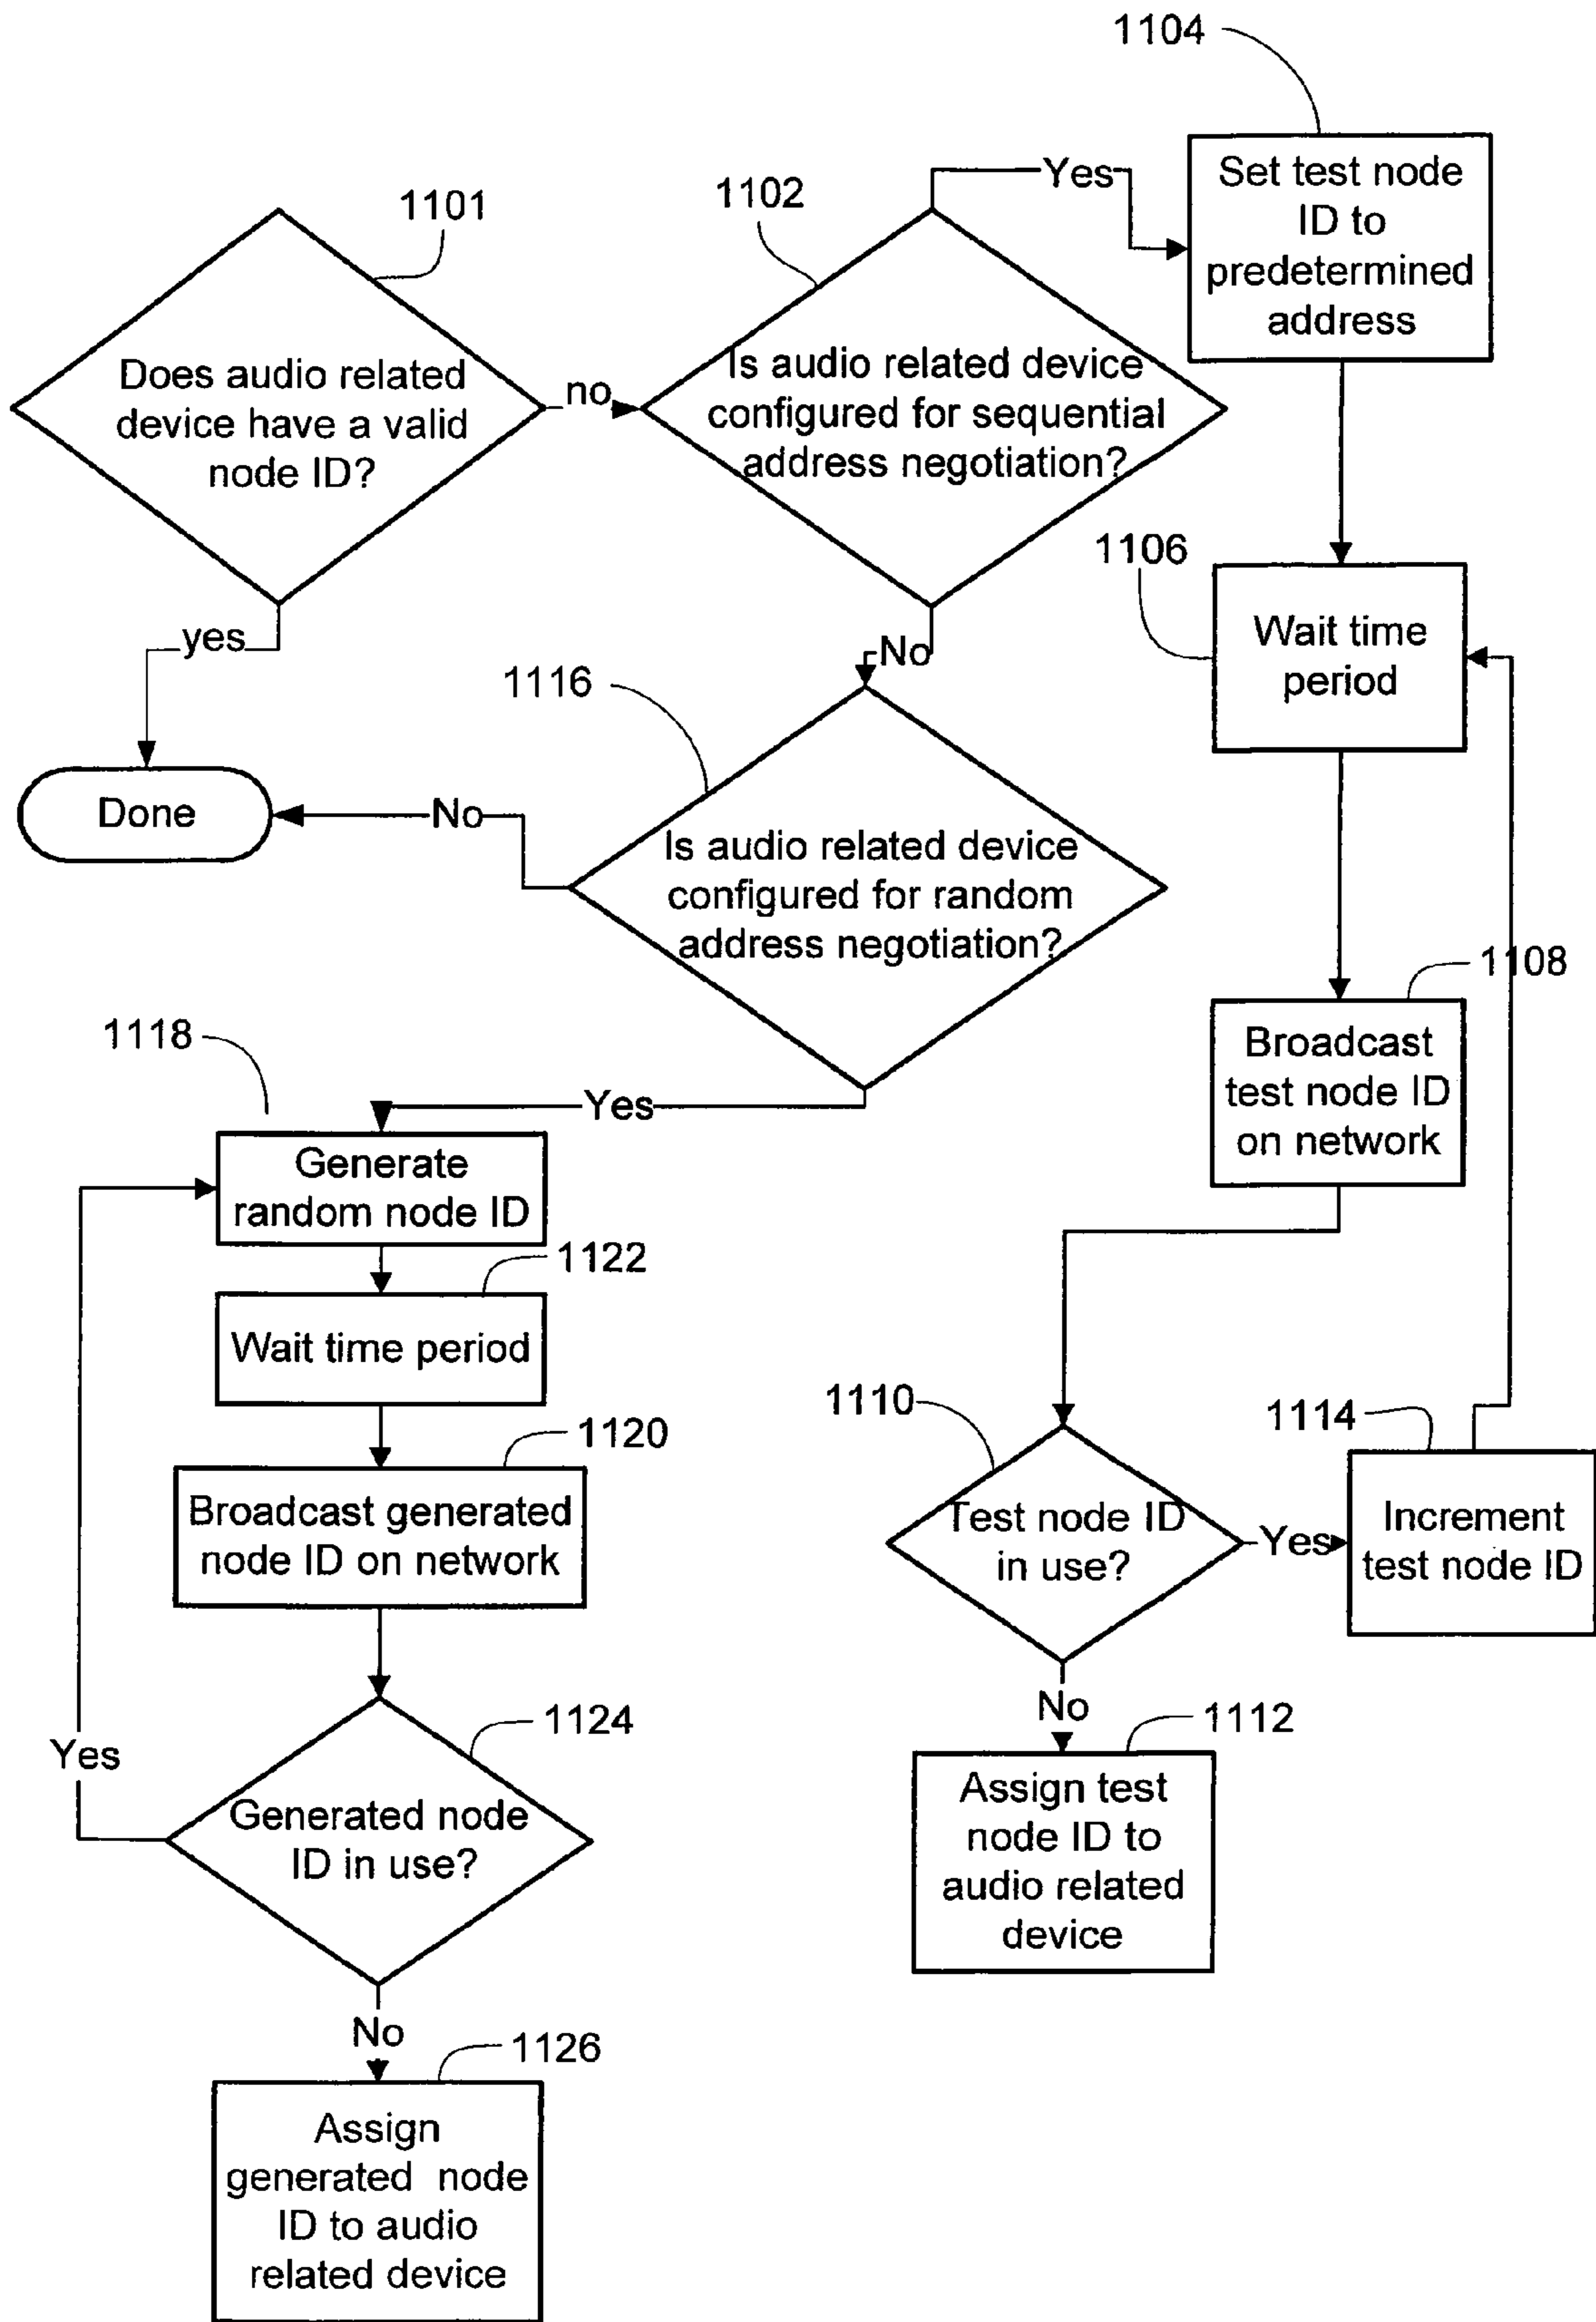 1104
Set test node
ID to
predetermined
address
Yes
1101
1102
Does audio related
device have a valid
node ID?
no
Is audio related device
configured for sequential
address negotiation?
1106
Wait time
period
yes
No
1116
Done
No
Is audio related device
configured for random
address negotiation?
1108
Broadcast
test node ID
on network
1118
Yes
Generate
random node ID
1122
Wait time period
1120
Broadcast generated
node ID on network
1110
Test node ID
in use?
Yes
1114
Increment
test node ID
No
1112
Assign test
node ID to
audio related
device
Yes
1124
Generated node
ID in use?
No
1126
Assign
generated node
ID to audio
related device